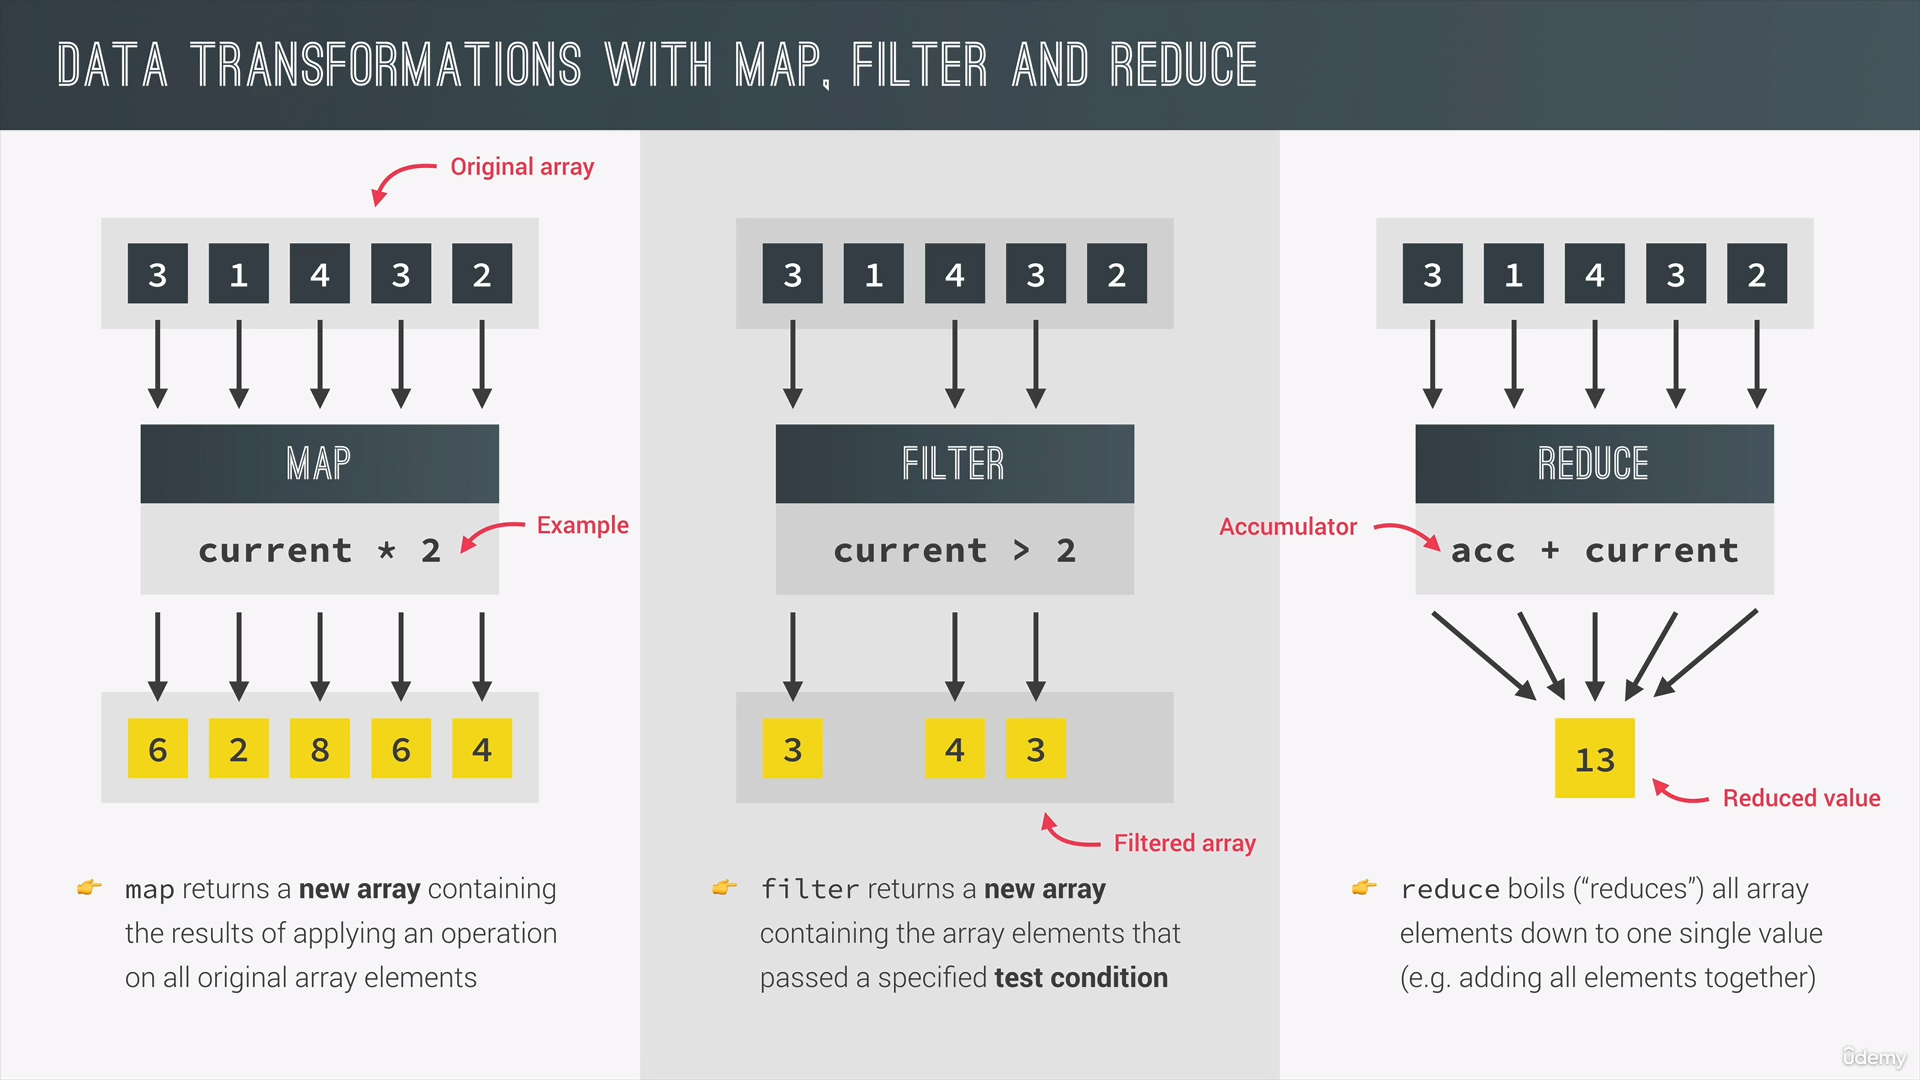 DATA TRANSFORMATIONS WITH MAP, FILTER AND REDUCE
Original array
3 1 4 3 2
MAP
current * 2
Example
6 2 8 6 4
👉 map returns a new array containing
the results of applying an operation
on all original array elements
3 1 4 3 2
FILTER
current > 2
3 4 3
Filtered array
👉 filter returns a new array
containing the array elements that
passed a specified test condition
3 1 4 3 2
REDUCE
Accumulator
acc + current
13
Reduced value
👉 reduce boils (“reduces”) all array
elements down to one single value
(e.g. adding all elements together)
ûdemy